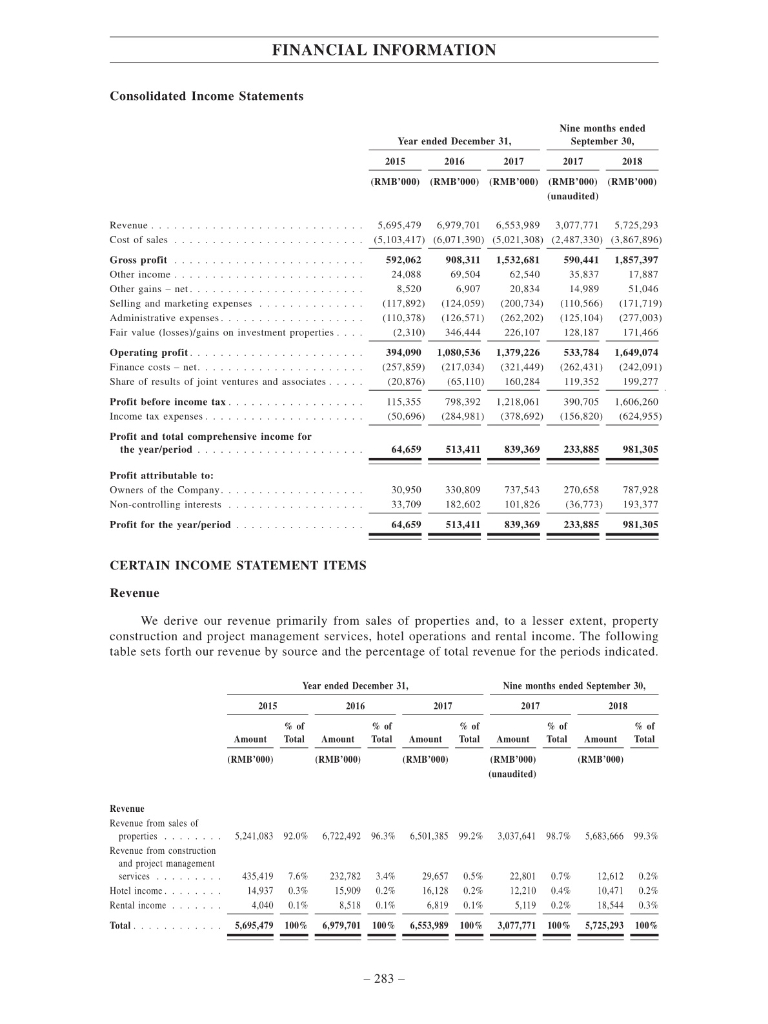 FINANCIAL INFORMATION
Consolidated Income Statements
Nine months ended
Year ended December 31, September 30,
2015 2016 2017 2017 2018
(RMB'000) (RMB'000) (RMB'000) (RMB'000) (RMB'000)
(unaudited)
Revenue . . . . . . . . . . . . . . . . . . . . . . . . . . . . 5,695,479 6,979,701 6,553,989 3,077,771 5,725,293
Cost of sales . . . . . . . . . . . . . . . . . . . . . . . . . (5,103,417) (6,071,390) (5,021,308) (2,487,330) (3,867,896)
Gross profit . . . . . . . . . . . . . . . . . . . . . . . . . 592,062 908,311 1,532,681 590,441 1,857,397
Other income . . . . . . . . . . . . . . . . . . . . . . . . . 24,088 69,504 62,540 35,837 17,887
Other gains – net. . . . . . . . . . . . . . . . . . . . . . . 8,520 6,907 20,834 14,989 51,046
Selling and marketing expenses . . . . . . . . . . . . . . (117,892) (124,059) (200,734) (110,566) (171,719)
Administrative expenses. . . . . . . . . . . . . . . . . . . (110,378) (126,571) (262,202) (125,104) (277,003)
Fair value (losses)/gains on investment properties . . . . (2,310) 346,444 226,107 128,187 171,466
Operating profit. . . . . . . . . . . . . . . . . . . . . . . 394,090 1,080,536 1,379,226 533,784 1,649,074
Finance costs – net. . . . . . . . . . . . . . . . . . . . . . (257,859) (217,034) (321,449) (262,431) (242,091)
Share of results of joint ventures and associates . . . . . (20,876) (65,110) 160,284 119,352 199,277
Profit before income tax . . . . . . . . . . . . . . . . . . 115,355 798,392 1,218,061 390,705 1,606,260
Income tax expenses . . . . . . . . . . . . . . . . . . . . . (50,696) (284,981) (378,692) (156,820) (624,955)
Profit and total comprehensive income for
the year/period . . . . . . . . . . . . . . . . . . . . . . 64,659 513,411 839,369 233,885 981,305
Profit attributable to:
Owners of the Company. . . . . . . . . . . . . . . . . . . 30,950 330,809 737,543 270,658 787,928
Non-controlling interests . . . . . . . . . . . . . . . . . . 33,709 182,602 101,826 (36,773) 193,377
Profit for the year/period . . . . . . . . . . . . . . . . . 64,659 513,411 839,369 233,885 981,305
CERTAIN INCOME STATEMENT ITEMS
Revenue
We derive our revenue primarily from sales of properties and, to a lesser extent, property
construction and project management services, hotel operations and rental income. The following
table sets forth our revenue by source and the percentage of total revenue for the periods indicated.
Year ended December 31, Nine months ended September 30,
2015 2016 2017 2017 2018
% of % of % of % of % of
Amount Total Amount Total Amount Total Amount Total Amount Total
(RMB'000) (RMB'000) (RMB'000) (RMB'000) (RMB'000)
(unaudited)
Revenue
Revenue from sales of
properties . . . . . . . . 5,241,083 92.0% 6,722,492 96.3% 6,501,385 99.2% 3,037,641 98.7% 5,683,666 99.3%
Revenue from construction
and project management
services . . . . . . . . . 435,419 7.6% 232,782 3.4% 29,657 0.5% 22,801 0.7% 12,612 0.2%
Hotel income . . . . . . . . 14,937 0.3% 15,909 0.2% 16,128 0.2% 12,210 0.4% 10,471 0.2%
Rental income . . . . . . . 4,040 0.1% 8,518 0.1% 6,819 0.1% 5,119 0.2% 18,544 0.3%
Total . . . . . . . . . . . . 5,695,479 100% 6,979,701 100% 6,553,989 100% 3,077,771 100% 5,725,293 100%
– 283 –